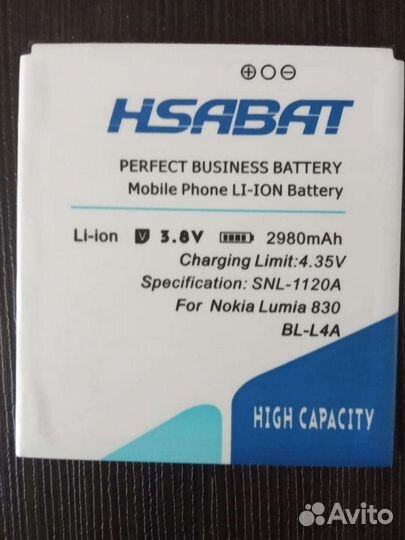 HSABAT
PERFECT BUSINESS BATTERY
Mobile Phone LI-ION Battery
Li-ion V 3.8V 2980mAh
Charging Limit:4.35V
Specification: SNL-1120A
For Nokia Lumia 830
BL-L4A
HIGH CAPACITY
Avito